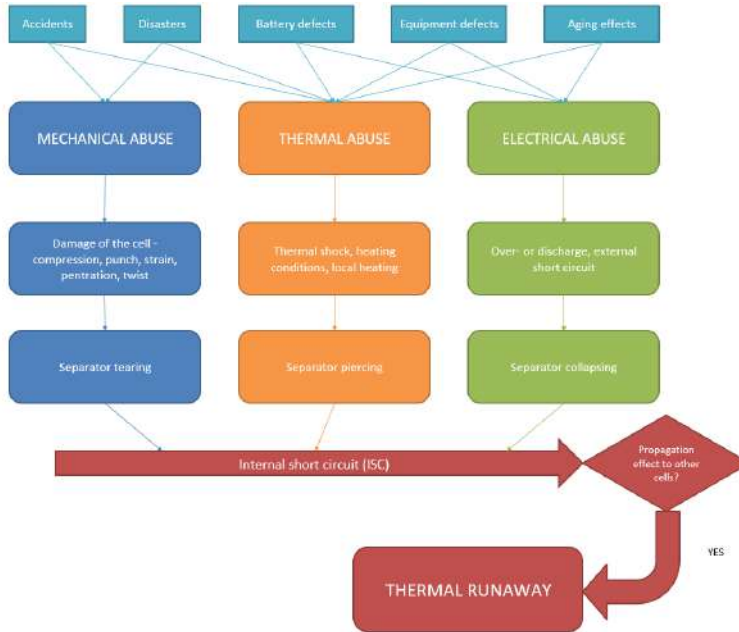 Accidents
Disasters
Battery defects
Equipment defects
Aging effects
MECHANICAL ABUSE
THERMAL ABUSE
ELECTRICAL ABUSE
Damage of the cell -
compression, punch, strain,
pentration, twist
Thermal shock, heating
conditions, local heating
Over- or discharge, external
short circuit
Separator tearing
Separator piercing
Separator collapsing
Internal short circuit (ISC)
Propagation
effect to other
cells?
YES
THERMAL RUNAWAY